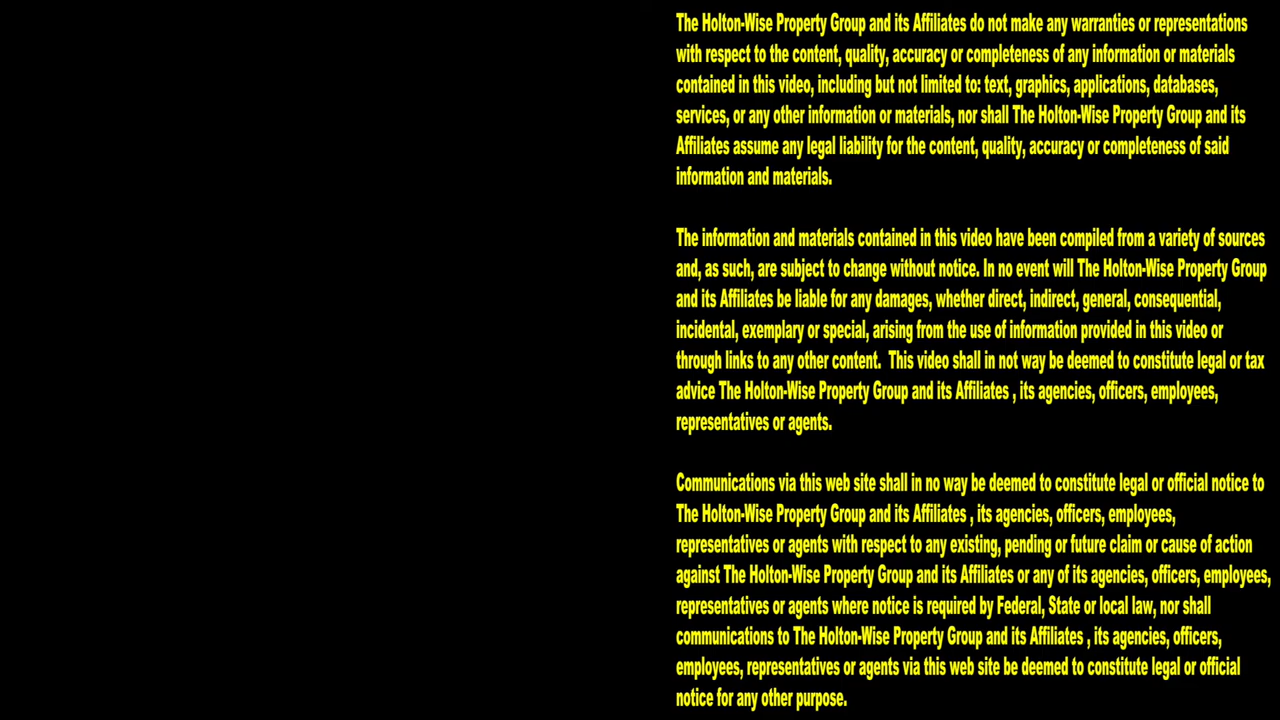 The Holton-Wise Property Group and its Affiliates do not make any warranties or representations
with respect to the content, quality, accuracy or completeness of any information or materials
contained in this video, including but not limited to: text, graphics, applications, databases,
services, or any other information or materials, nor shall The Holton-Wise Property Group and its
Affiliates assume any legal liability for the content, quality, accuracy or completeness of said
information and materials.
The information and materials contained in this video have been compiled from a variety of sources
and, as such, are subject to change without notice. In no event will The Holton-Wise Property Group
and its Affiliates be liable for any damages, whether direct, indirect, general, consequential,
incidental, exemplary or special, arising from the use of information provided in this video or
through links to any other content.  This video shall in not way be deemed to constitute legal or tax
advice The Holton-Wise Property Group and its Affiliates , its agencies, officers, employees,
representatives or agents.
Communications via this web site shall in no way be deemed to constitute legal or official notice to
The Holton-Wise Property Group and its Affiliates , its agencies, officers, employees,
representatives or agents with respect to any existing, pending or future claim or cause of action
against The Holton-Wise Property Group and its Affiliates or any of its agencies, officers, employees,
representatives or agents where notice is required by Federal, State or local law, nor shall
communications to The Holton-Wise Property Group and its Affiliates , its agencies, officers,
employees, representatives or agents via this web site be deemed to constitute legal or official
notice for any other purpose.